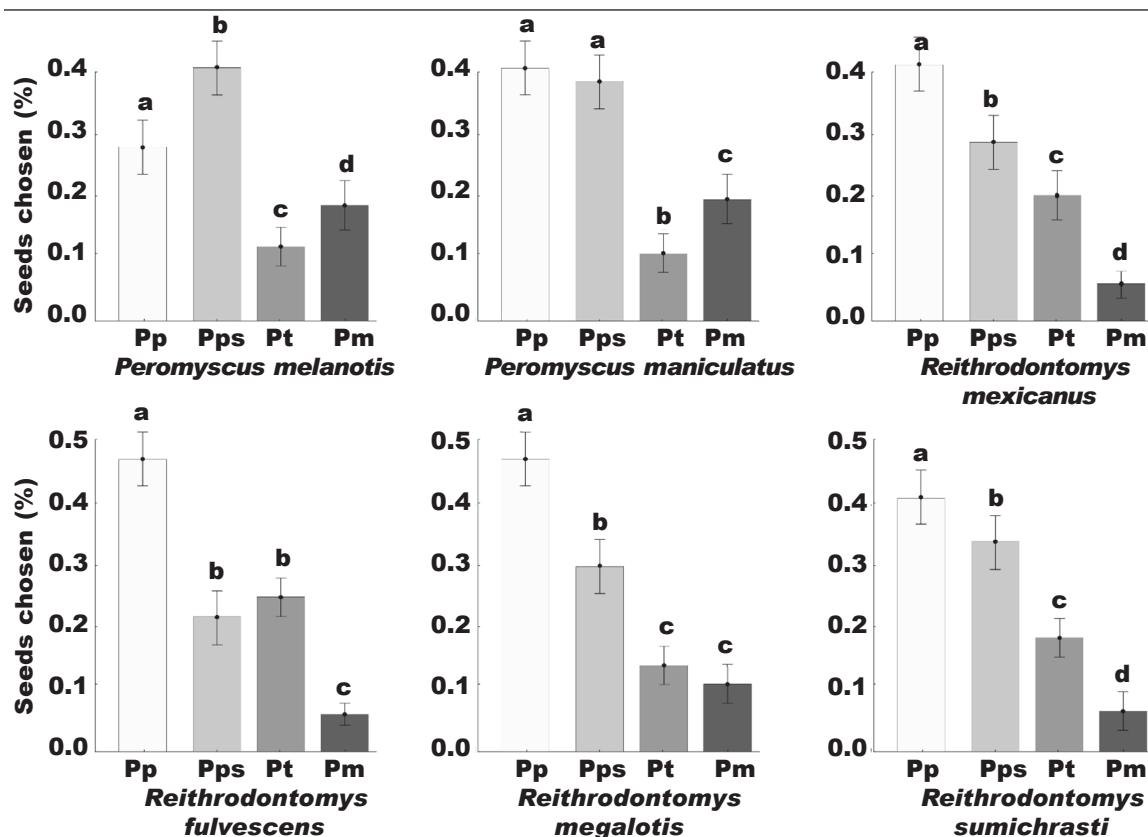 b
a
c
d
Seeds chosen (%)
0.4
0.3
0.2
0.1
0.0
Pp Pps Pt Pm
Peromyscus melanotis
a
a
b
c
0.4
0.3
0.2
0.1
0.0
Pp Pps Pt Pm
Peromyscus maniculatus
a
b
c
d
0.4
0.3
0.2
0.1
0.0
Pp Pps Pt Pm
Reithrodontomys
mexicanus
a
b
b
c
Seeds chosen (%)
0.5
0.4
0.3
0.2
0.1
0.0
Pp Pps Pt Pm
Reithrodontomys
fulvescens
a
b
c
c
0.5
0.4
0.3
0.2
0.1
0.0
Pp Pps Pt Pm
Reithrodontomys
megalotis
a
b
c
d
0.5
0.4
0.3
0.2
0.1
0.0
Pp Pps Pt Pm
Reithrodontomys
sumichrasti